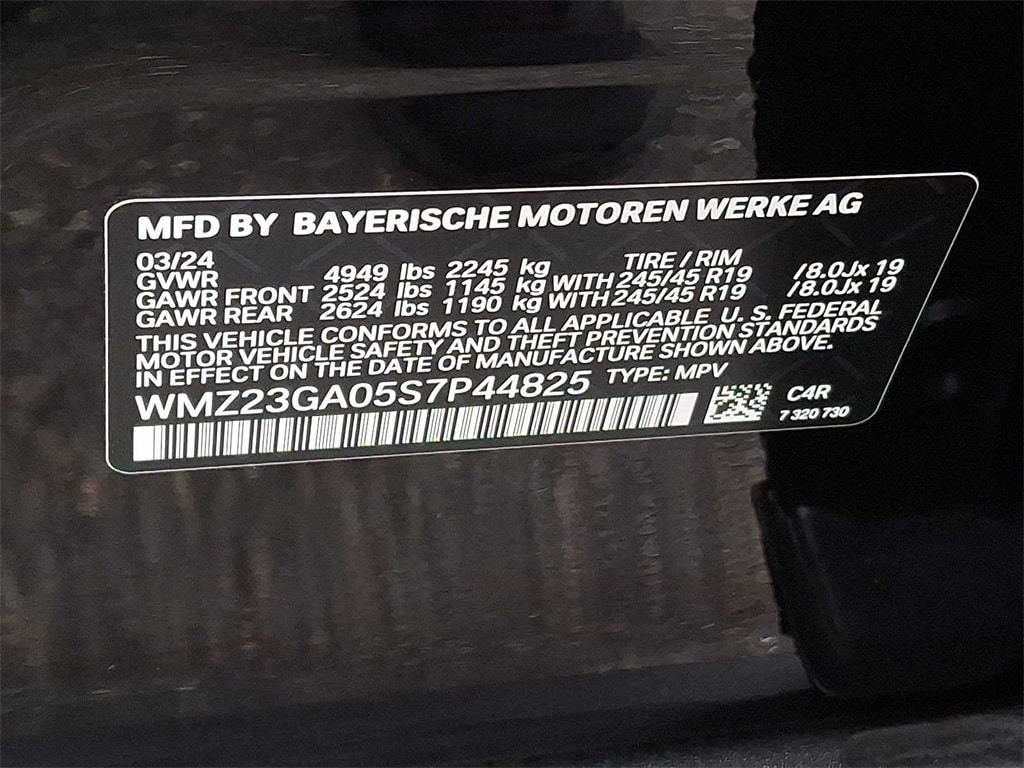 MFD BY BAYERISCHE MOTOREN WERKE AG
03/24 TIRE / RIM
GVWR 4949 lbs 2245 kg
GAWR FRONT 2524 lbs 1145 kg WITH 245/45 R19 /8.0Jx 19
GAWR REAR 2624 lbs 1190 kg WITH 245/45 R19 /8.0Jx 19
THIS VEHICLE CONFORMS TO ALL APPLICABLE U. S. FEDERAL
MOTOR VEHICLE SAFETY AND THEFT PREVENTION STANDARDS
IN EFFECT ON THE DATE OF MANUFACTURE SHOWN ABOVE.
WMZ23GA05S7P44825 TYPE: MPV
C4R
7 320 730